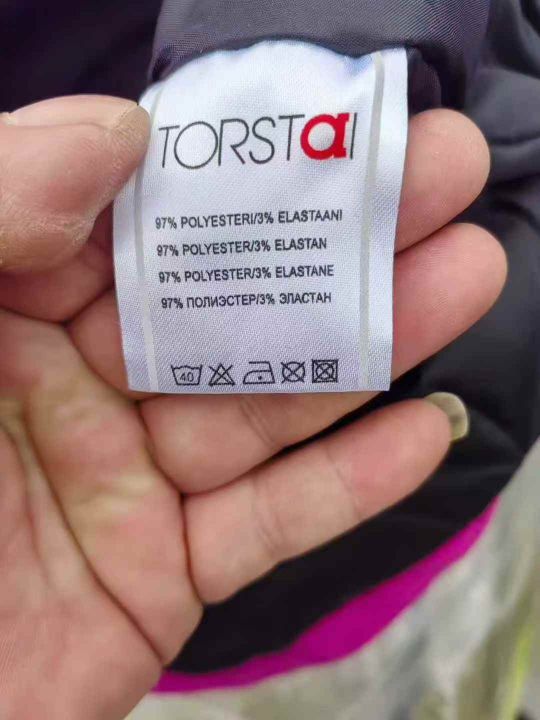 TORSTaI
97% POLYESTERI/3% ELASTAANI
97% POLYESTER/3% ELASTAN
97% POLYESTER/3% ELASTANE
97% ПОЛИЭСТЕР/3% ЭЛАСТАН
40